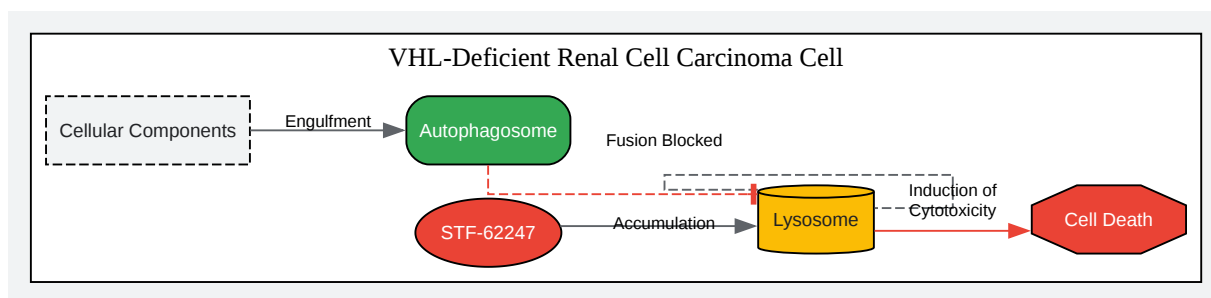 VHL-Deficient Renal Cell Carcinoma Cell
Cellular Components
Engulfment
Autophagosome
Fusion Blocked
STF-62247
Accumulation
Lysosome
Induction of
Cytotoxicity
Cell Death